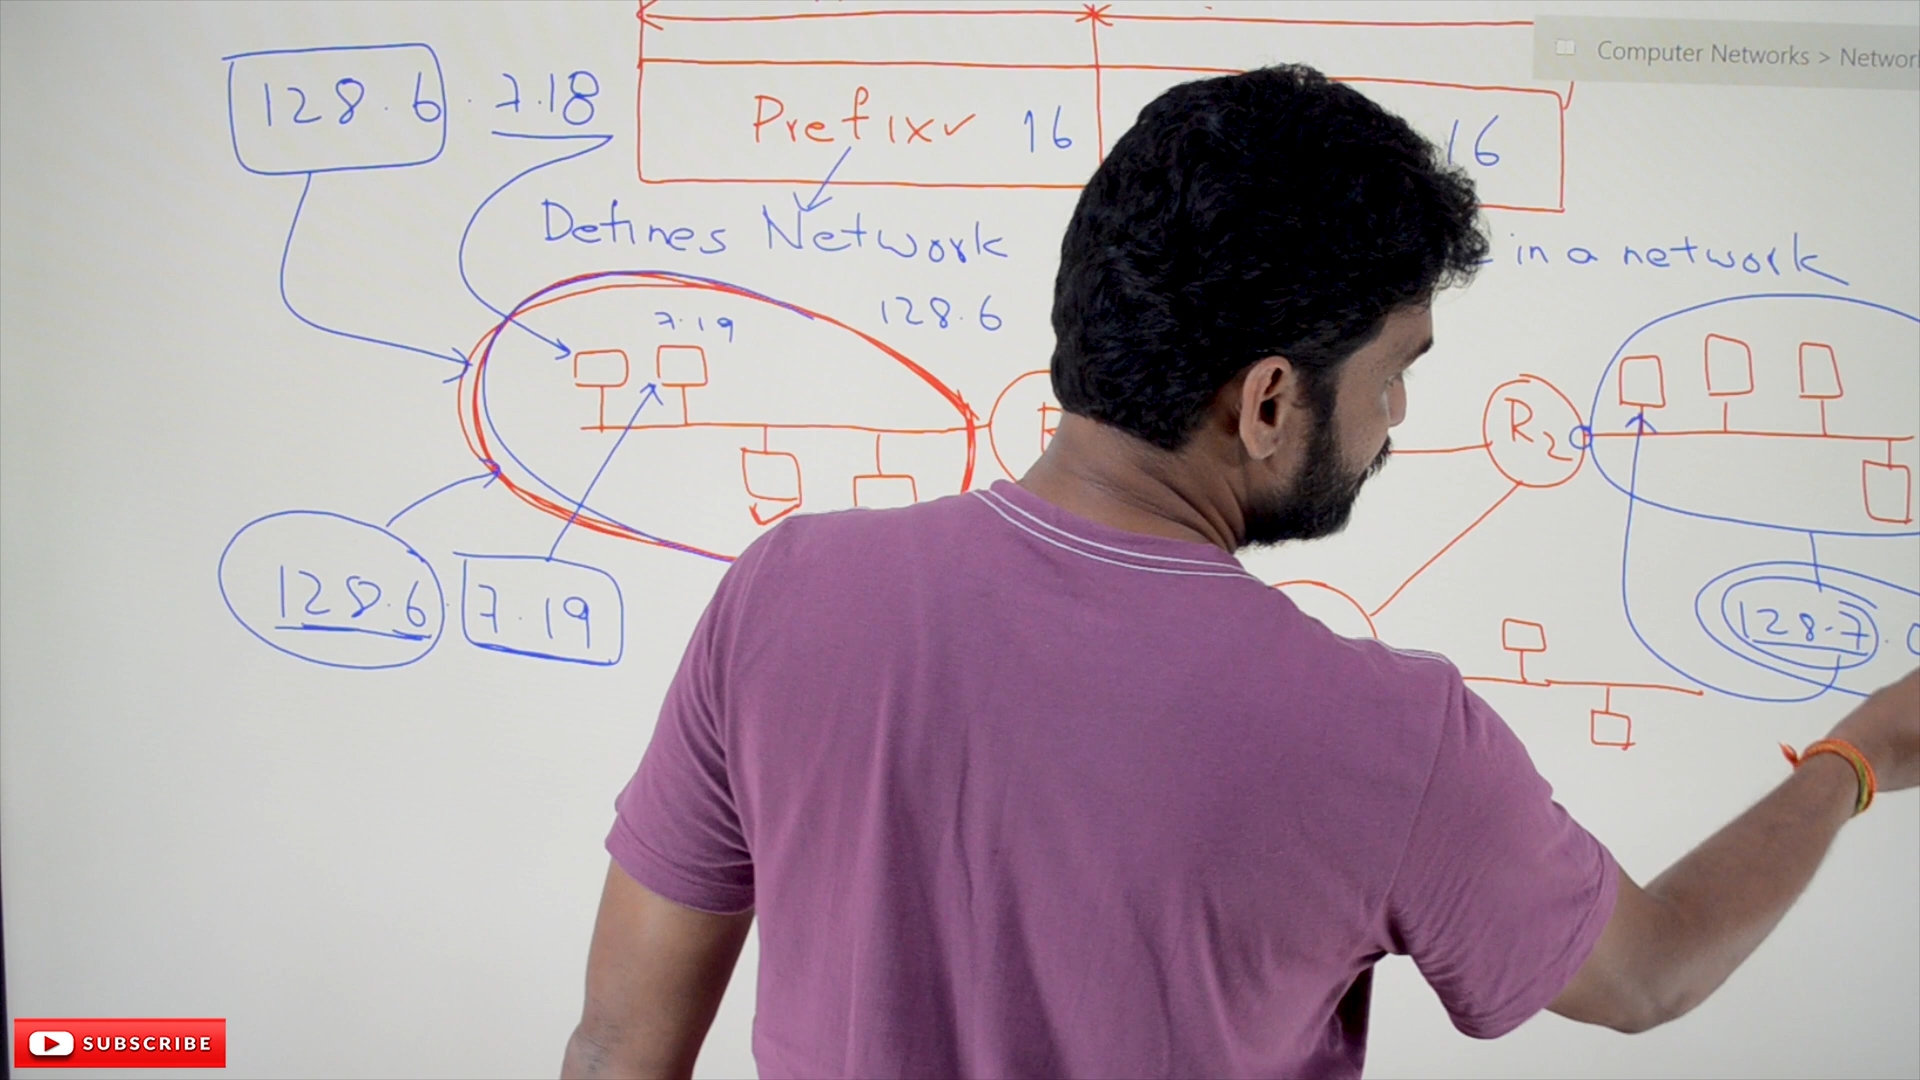 Computer Networks >
128.6.7.18
Prefix 16
16
Defines Network
in a network
7.19
128.6
R2
128.6.7.19
128.7.
SUBSCRIBE